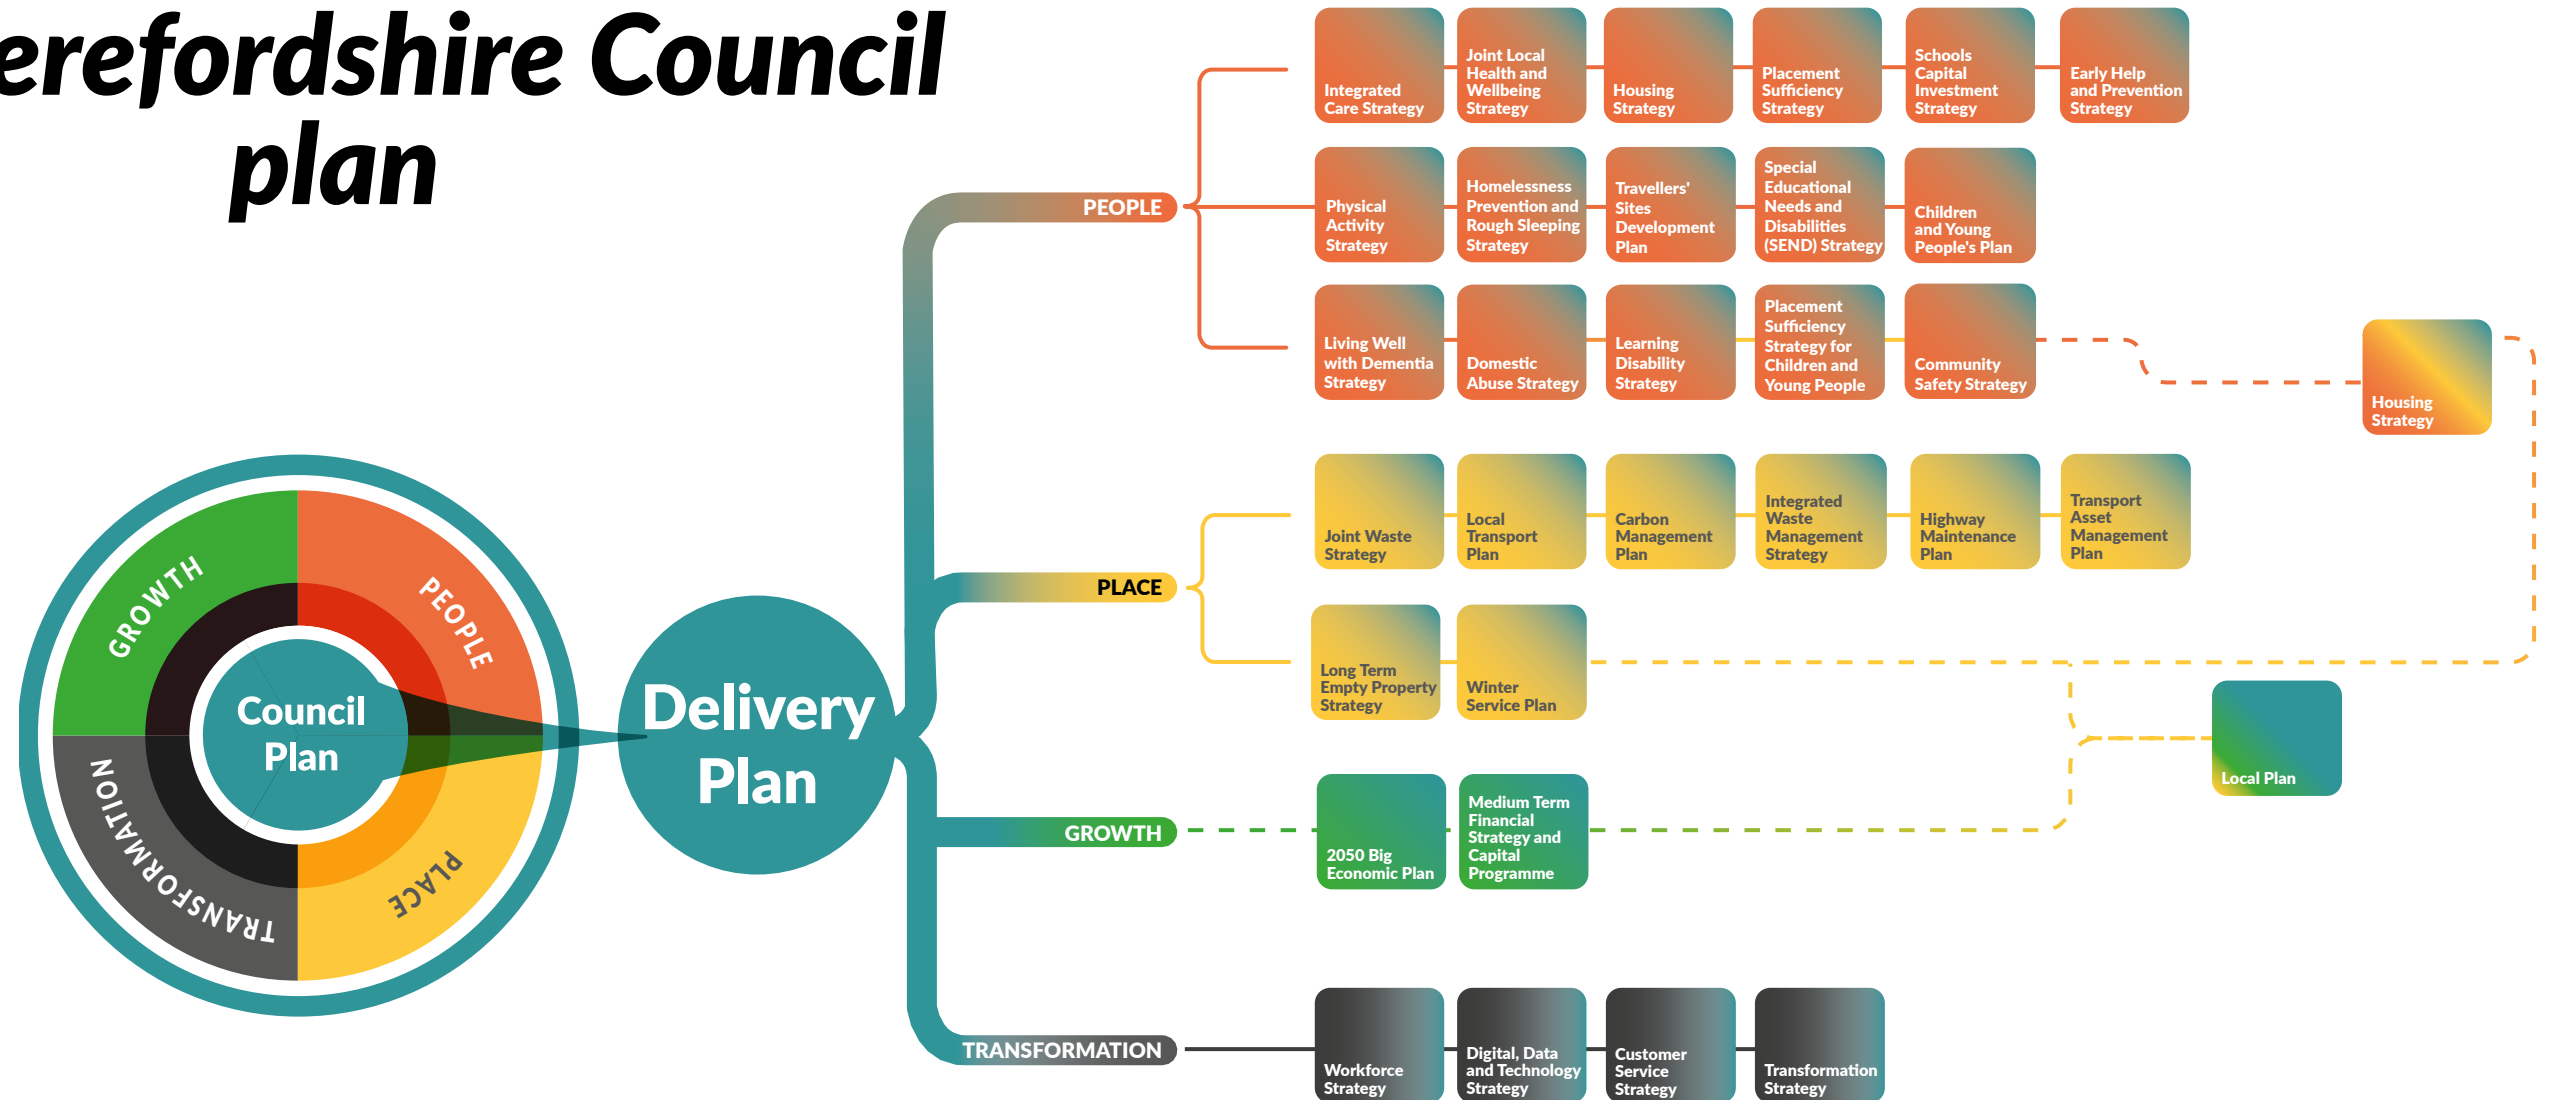 erefordshire Council
plan
GROWTH
PEOPLE
TRANSFORMATION
PLACE
Council
Plan
Delivery
Plan
PEOPLE
Integrated
Care Strategy
Joint Local
Health and
Wellbeing
Strategy
Housing
Strategy
Placement
Sufficiency
Strategy
Schools
Capital
Investment
Strategy
Early Help
and Prevention
Strategy
Physical
Activity
Strategy
Homelessness
Prevention and
Rough Sleeping
Strategy
Travellers'
Sites
Development
Plan
Special
Educational
Needs and
Disabilities
(SEND) Strategy
Children
and Young
People's Plan
Living Well
with Dementia
Strategy
Domestic
Abuse Strategy
Learning
Disability
Strategy
Placement
Sufficiency
Strategy for
Children and
Young People
Community
Safety Strategy
Housing
Strategy
PLACE
Joint Waste
Strategy
Local
Transport
Plan
Carbon
Management
Plan
Integrated
Waste
Management
Strategy
Highway
Maintenance
Plan
Transport
Asset
Management
Plan
Long Term
Empty Property
Strategy
Winter
Service Plan
Local Plan
GROWTH
2050 Big
Economic Plan
Medium Term
Financial
Strategy and
Capital
Programme
TRANSFORMATION
Workforce
Strategy
Digital, Data
and Technology
Strategy
Customer
Service
Strategy
Transformation
Strategy